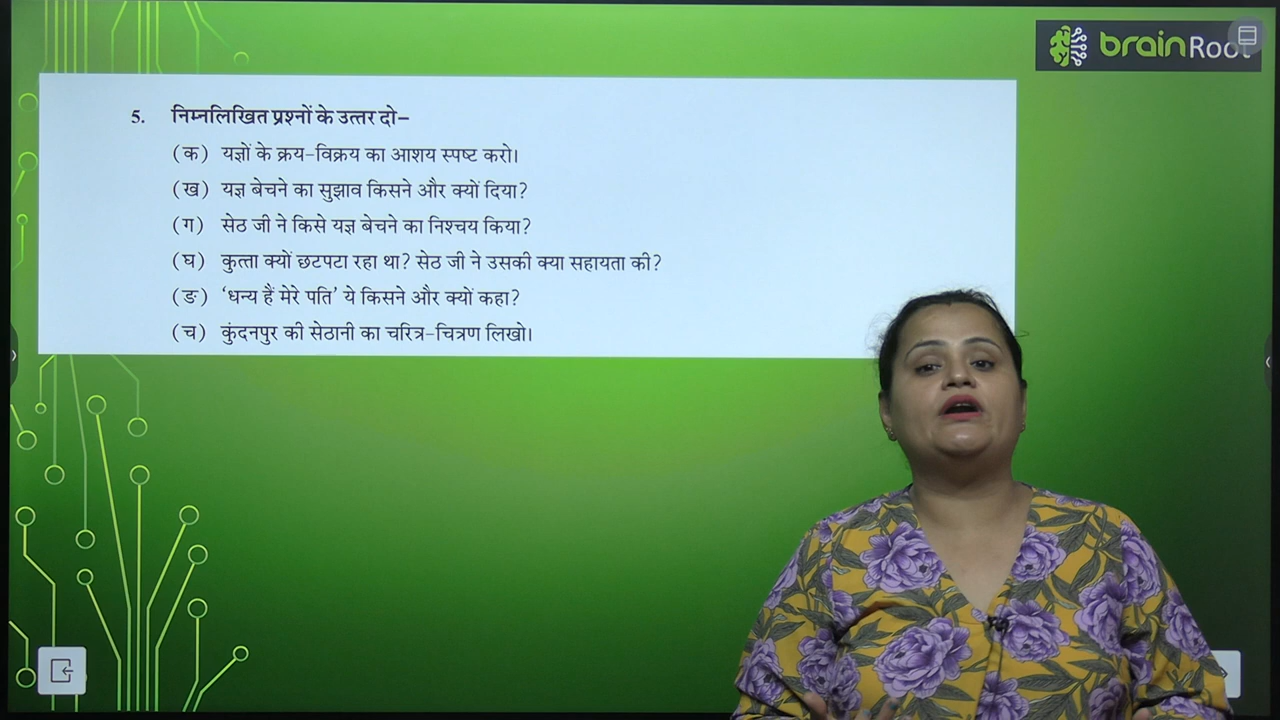 brainRoot
5. निम्नलिखित प्रश्नों के उत्तर दो–
(क) यज्ञों के क्रय-विक्रय का आशय स्पष्ट करो।
(ख) यज्ञ बेचने का सुझाव किसने और क्यों दिया?
(ग) सेठ जी ने किसे यज्ञ बेचने का निश्चय किया?
(घ) कुत्ता क्यों छटपटा रहा था? सेठ जी ने उसकी क्या सहायता की?
(ङ) ‘धन्य हैं मेरे पति’ ये किसने और क्यों कहा?
(च) कुंदनपुर की सेठानी का चरित्र-चित्रण लिखो।